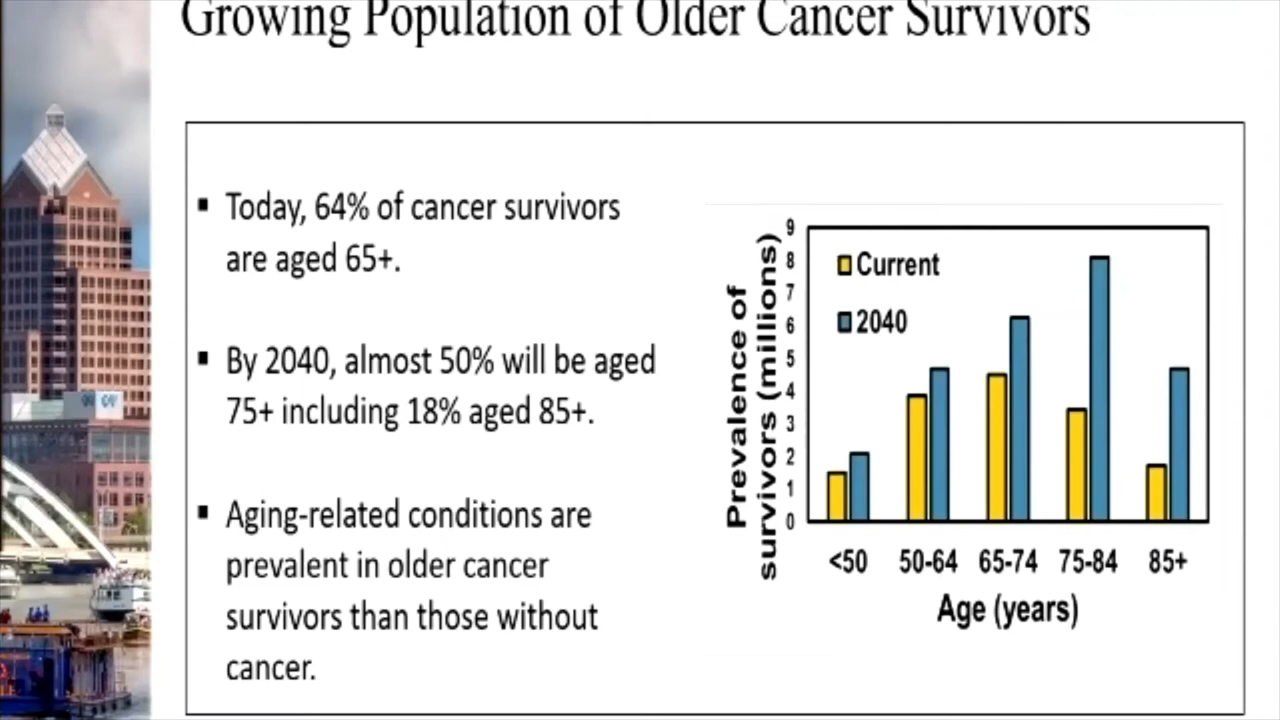 Growing Population of Older Cancer Survivors
▪ Today, 64% of cancer survivors
are aged 65+.
▪ By 2040, almost 50% will be aged
75+ including 18% aged 85+.
▪ Aging-related conditions are
prevalent in older cancer
survivors than those without
cancer.
Prevalence of
survivors (millions)
9
8
7
6
5
4
3
2
1
0
Current
2040
<50 50-64 65-74 75-84 85+
Age (years)